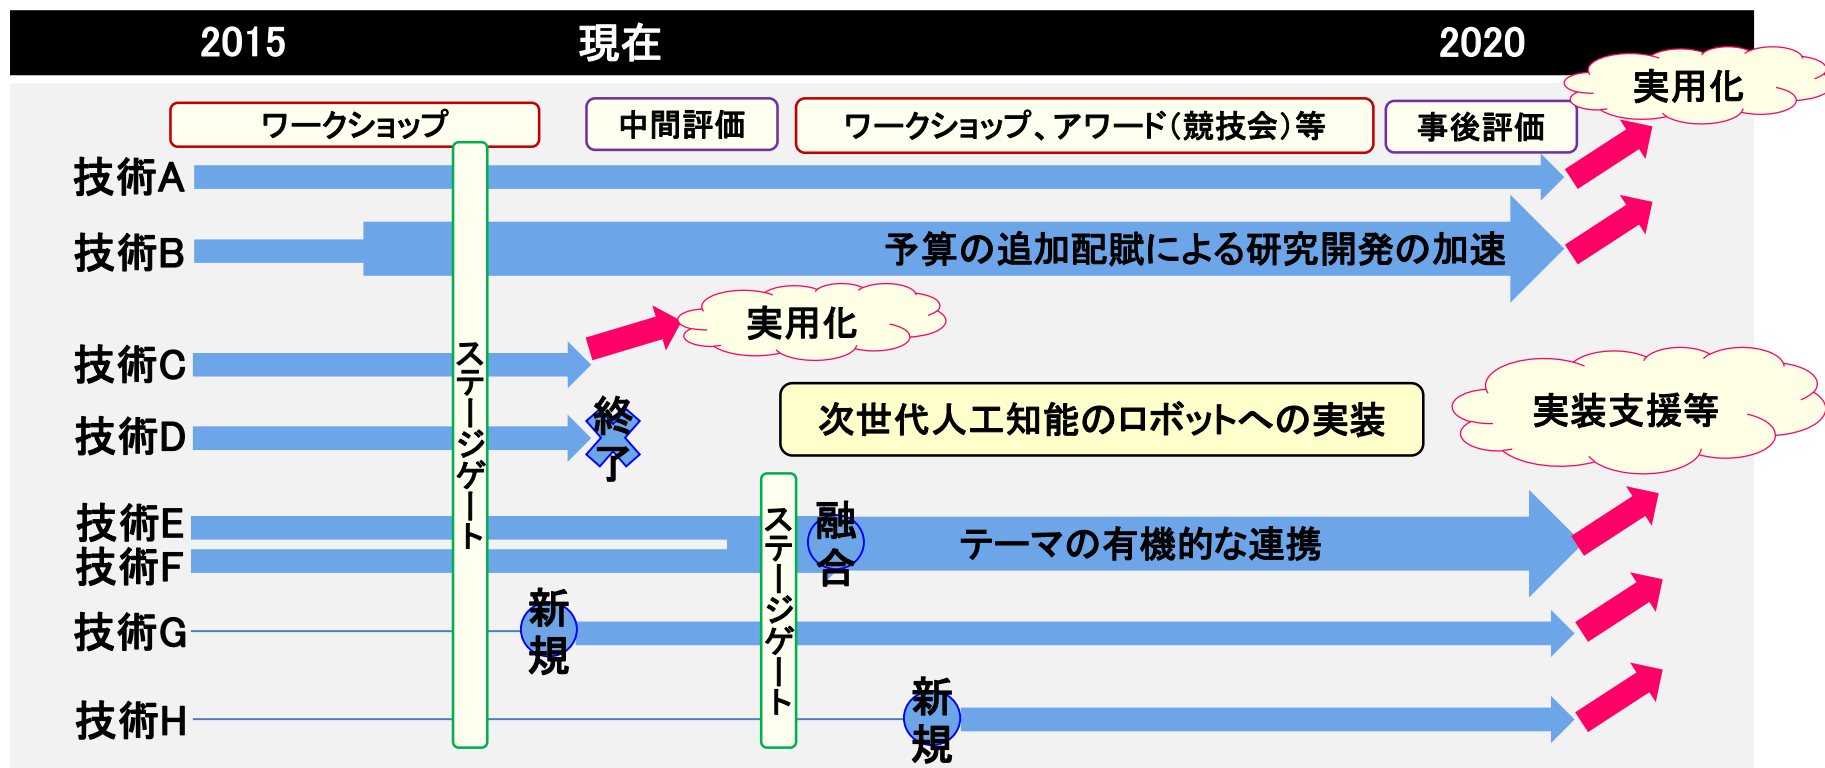 2015 現在 2020
実用化
ワークショップ
中間評価
ワークショップ、アワード（競技会）等
事後評価
技術A
技術B
予算の追加配賦による研究開発の加速
実用化
技術C
ステージゲート
技術D
終了
次世代人工知能のロボットへの実装
実装支援等
技術E
ステージゲート
融合
テーマの有機的な連携
技術F
技術G
新規
技術H
新規